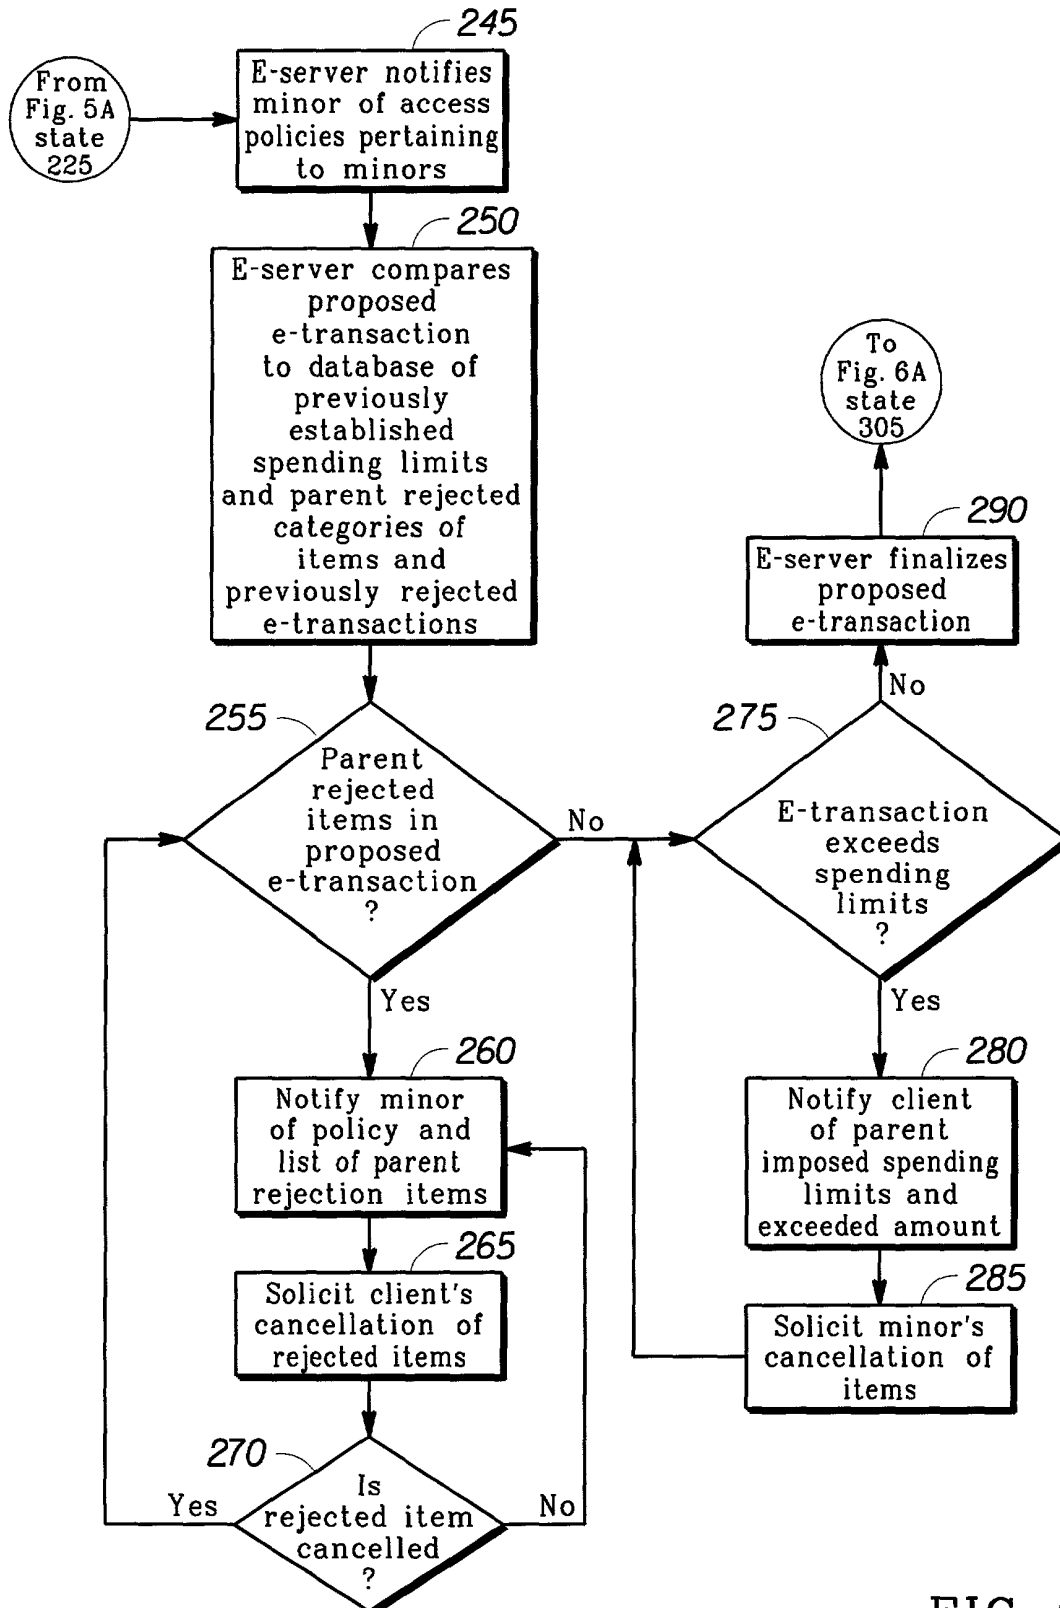 245
From
Fig. 5A
state
225
E-server notifies
minor of access
policies pertaining
to minors
250
E-server compares
proposed
e-transaction
to database of
previously
established
spending limits
and parent rejected
categories of
items and
previously rejected
e-transactions
To
Fig. 6A
state
305
290
E-server finalizes
proposed
e-transaction
No
255
Parent
rejected
items in
proposed
e-transaction
?
No
275
E-transaction
exceeds
spending
limits
?
Yes
Yes
260
Notify minor
of policy and
list of parent
rejection items
265
Solicit client's
cancellation of
rejected items
270
Is
rejected item
cancelled
?
Yes
No
280
Notify client
of parent
imposed spending
limits and
exceeded amount
285
Solicit minor's
cancellation of
items
FIG.